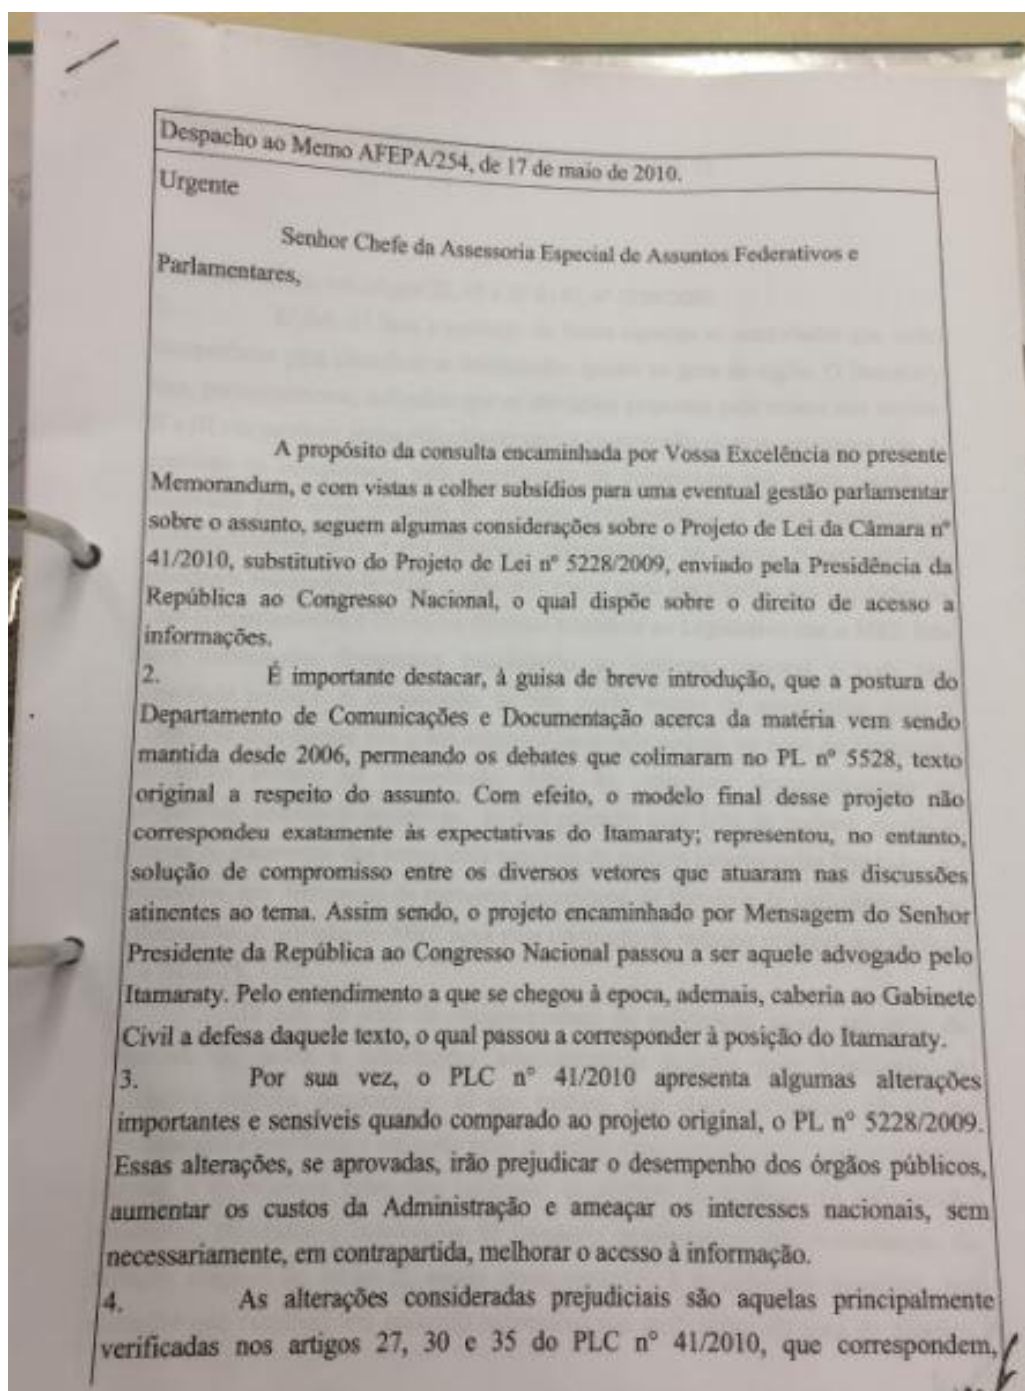 Despacho ao Memo AFEPA/254, de 17 de maio de 2010.
Urgente
Senhor Chefe da Assessoria Especial de Assuntos Federativos e
Parlamentares,
A propósito da consulta encaminhada por Vossa Excelência no presente
Memorandum, e com vistas a colher subsídios para uma eventual gestão parlamentar
sobre o assunto, seguem algumas considerações sobre o Projeto de Lei da Câmara nº
41/2010, substitutivo do Projeto de Lei nº 5228/2009, enviado pela Presidência da
República ao Congresso Nacional, o qual dispõe sobre o direito de acesso a
informações.
2. É importante destacar, à guisa de breve introdução, que a postura do
Departamento de Comunicações e Documentação acerca da matéria vem sendo
mantida desde 2006, permeando os debates que colimaram no PL nº 5528, texto
original a respeito do assunto. Com efeito, o modelo final desse projeto não
correspondeu exatamente às expectativas do Itamaraty; representou, no entanto,
solução de compromisso entre os diversos vetores que atuaram nas discussões
atinentes ao tema. Assim sendo, o projeto encaminhado por Mensagem do Senhor
Presidente da República ao Congresso Nacional passou a ser aquele advogado pelo
Itamaraty. Pelo entendimento a que se chegou à epoca, ademais, caberia ao Gabinete
Civil a defesa daquele texto, o qual passou a corresponder à posição do Itamaraty.
3. Por sua vez, o PLC nº 41/2010 apresenta algumas alterações
importantes e sensíveis quando comparado ao projeto original, o PL nº 5228/2009.
Essas alterações, se aprovadas, irão prejudicar o desempenho dos órgãos públicos,
aumentar os custos da Administração e ameaçar os interesses nacionais, sem
necessariamente, em contrapartida, melhorar o acesso à informação.
4. As alterações consideradas prejudiciais são aquelas principalmente
verificadas nos artigos 27, 30 e 35 do PLC nº 41/2010, que correspondem,